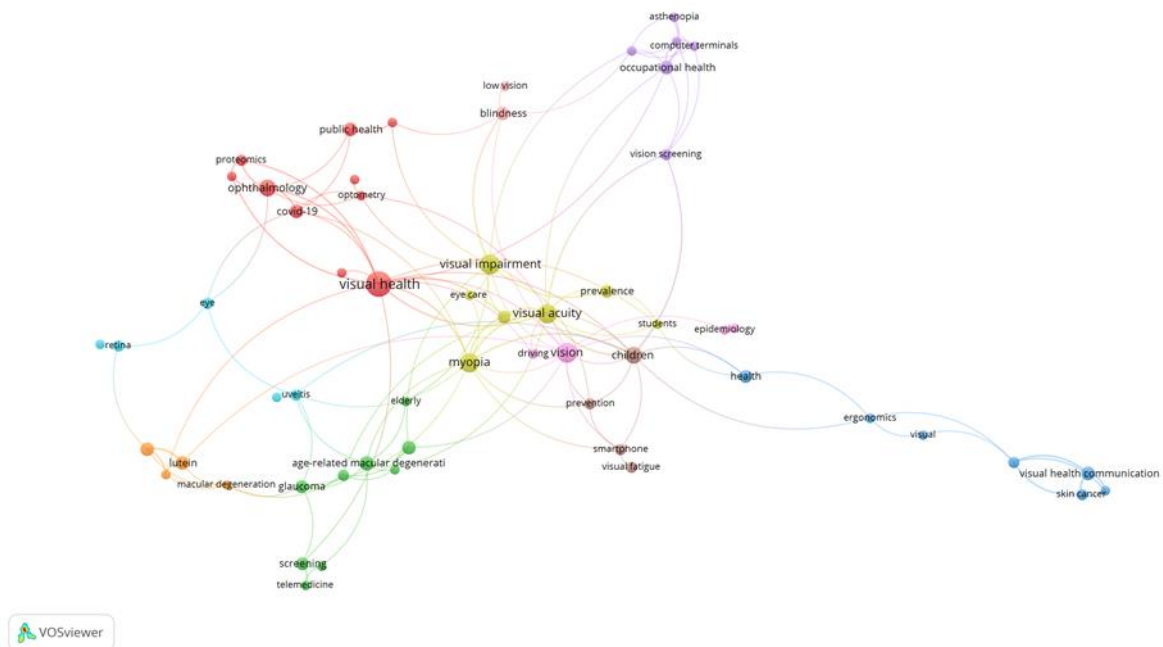 asthenopia
computer terminals
occupational health
low vision
blindness
public health
vision screening
proteomics
ophthalmology
optometry
covid-19
visual impairment
visual health
eye care
prevalence
eye
visual acuity
students
epidemiology
retina
driving
vision
children
myopia
health
uveitis
elderly
prevention
ergonomics
visual
smartphone
lutein
age-related macular degenerati
visual fatigue
visual health communication
macular degeneration
glaucoma
skin cancer
screening
telemedicine
VOSviewer